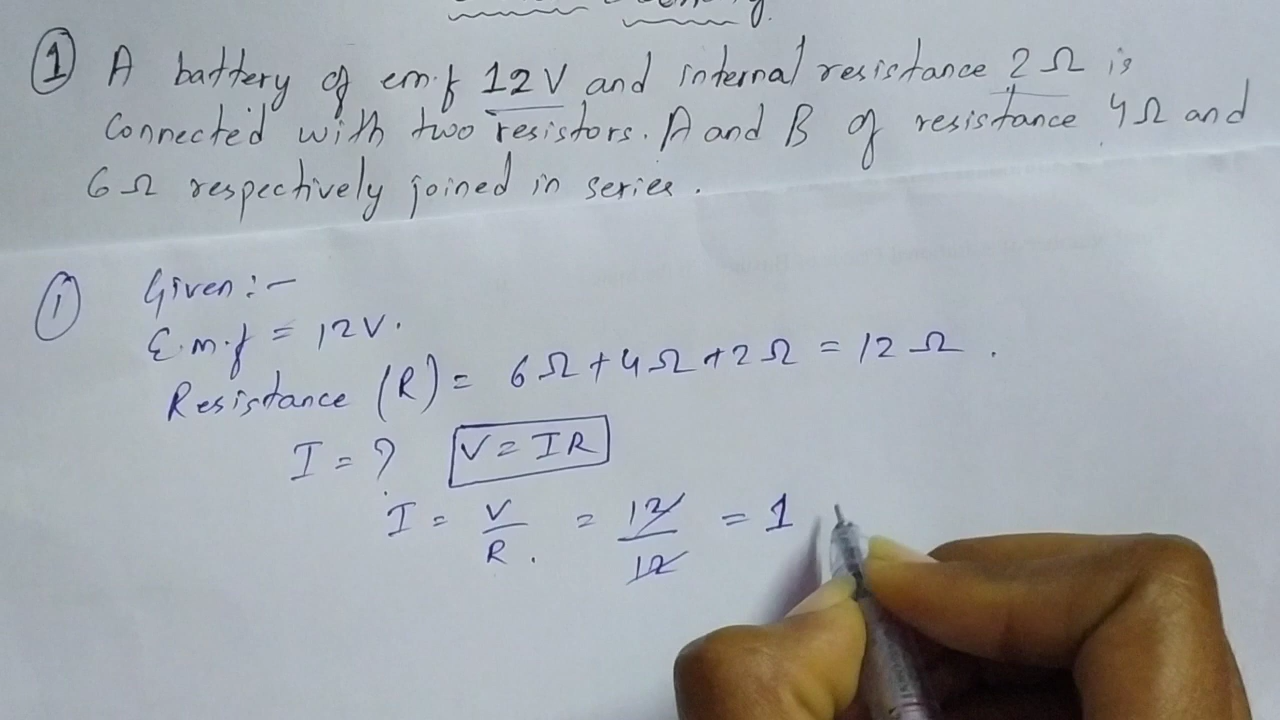 ① A battery of em.f 12V and internal resistance 2Ω is
Connected with two resistors. A and B of resistance 4Ω and
6Ω respectively joined in series.
① Given:-
E.m.f = 12V.
Resistance (R) = 6Ω+4Ω+2Ω = 12Ω.
I = ? V = IR
I = V/R. = 12/12 = 1